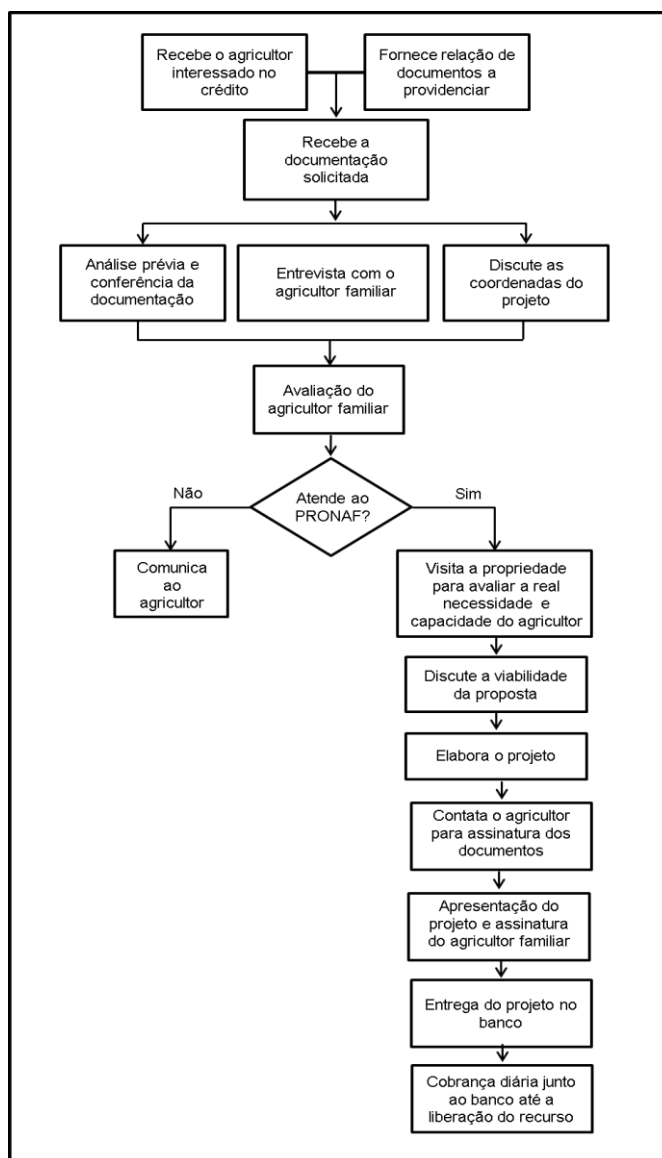 Recebe o agricultor
interessado no
crédito
Fornece relação de
documentos a
providenciar
Recebe a
documentação
solicitada
Análise prévia e
conferência da
documentação
Entrevista com o
agricultor familiar
Discute as
coordenadas do
projeto
Avaliação do
agricultor familiar
Atende ao
PRONAF?
Não
Sim
Comunica
ao
agricultor
Visita a propriedade
para avaliar a real
necessidade e
capacidade do agricultor
Discute a viabilidade
da proposta
Elabora o projeto
Contata o agricultor
para assinatura dos
documentos
Apresentação do
projeto e assinatura
do agricultor familiar
Entrega do projeto no
banco
Cobrança diária junto
ao banco até a
liberação do recurso